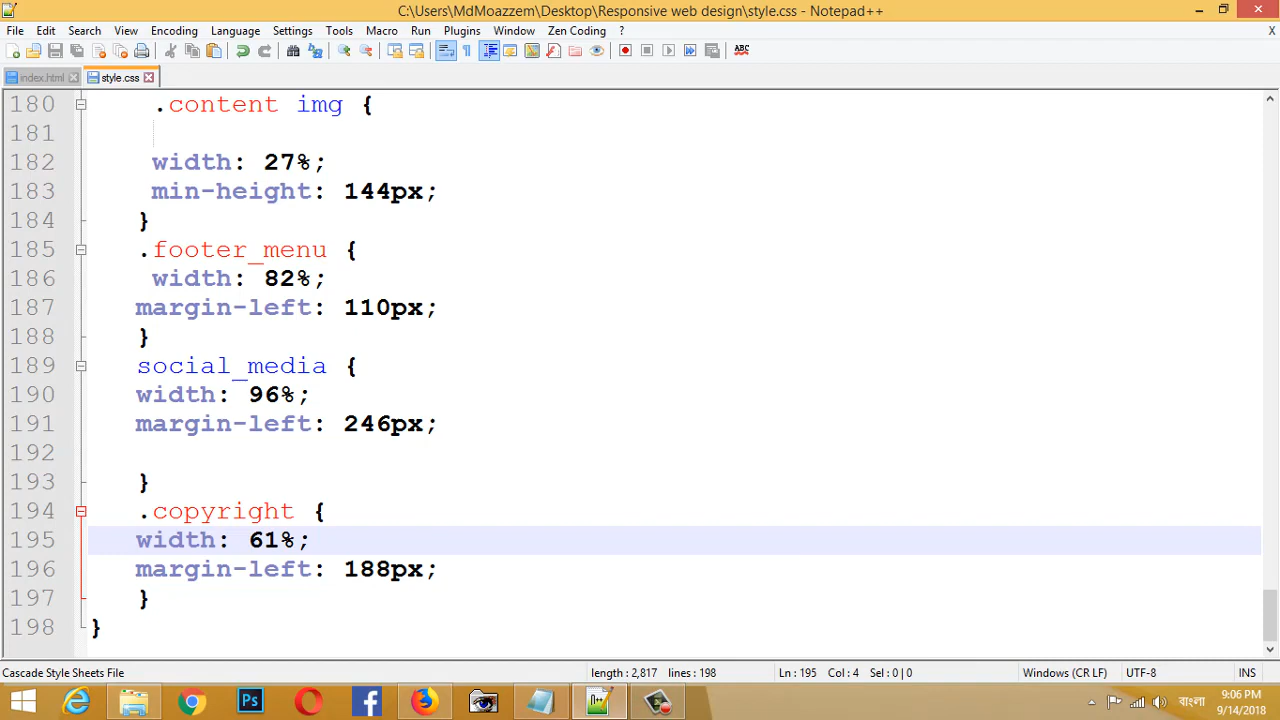 C:\Users\MdMoazzem\Desktop\Responsive web design\style.css - Notepad++
File Edit Search View Encoding Language Settings Tools Macro Run Plugins Window Zen Coding ? X
ABC
index.html style.css
180 .content img {
181
182 width: 27%;
183 min-height: 144px;
184 }
185 .footer_menu {
186 width: 82%;
187 margin-left: 110px;
188 }
189 social_media {
190 width: 96%;
191 margin-left: 246px;
192
193 }
194 .copyright {
195 width: 61%;
196 margin-left: 188px;
197 }
198 }
Cascade Style Sheets File length : 2,817 lines : 198 Ln : 195 Col : 4 Sel : 0 | 0 Windows (CR LF) UTF-8 INS
Ps বাংলা 9:06 PM
9/14/2018